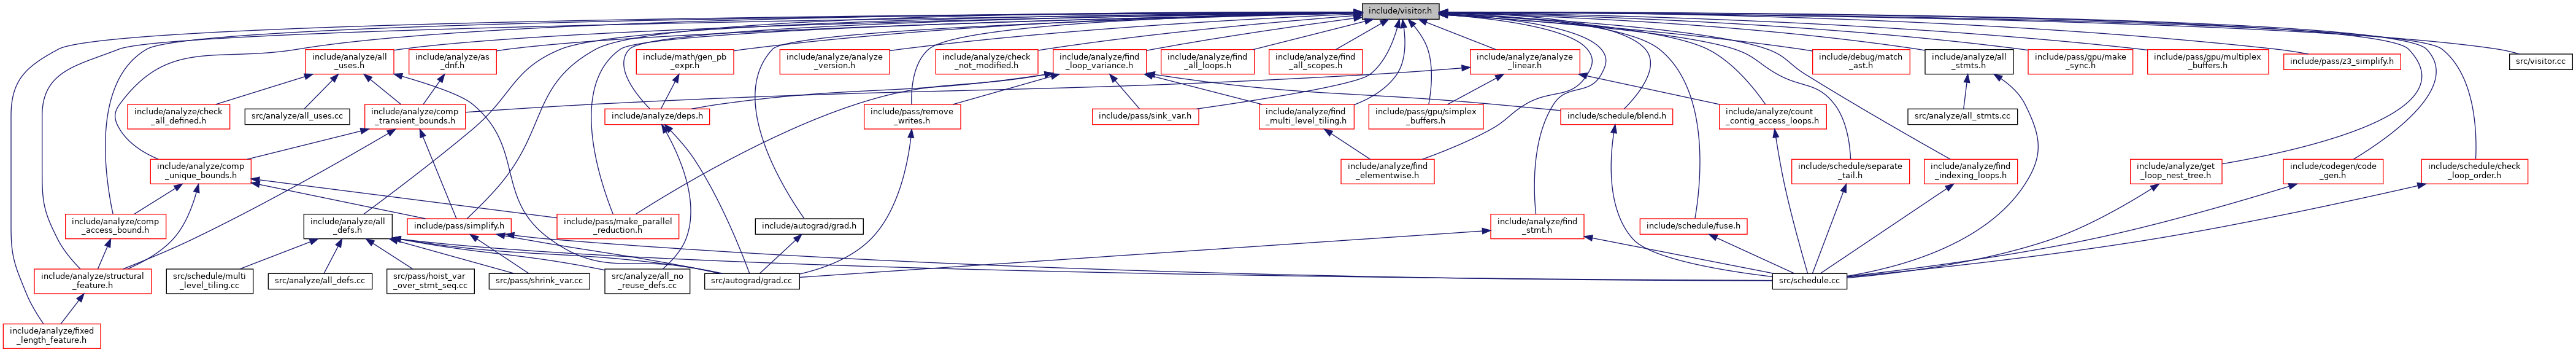 include/visitor.h
include/analyze/all
_uses.h
include/analyze/as
_dnf.h
include/math/gen_pb
_expr.h
include/analyze/analyze
_version.h
include/analyze/check
_not_modified.h
include/analyze/find
_loop_variance.h
include/analyze/find
_all_loops.h
include/analyze/find
_all_scopes.h
include/analyze/analyze
_linear.h
include/debug/match
_ast.h
include/analyze/all
_stmts.h
include/pass/gpu/make
_sync.h
include/pass/gpu/multiplex
_buffers.h
include/pass/z3_simplify.h
src/visitor.cc
include/analyze/check
_all_defined.h
src/analyze/all_uses.cc
include/analyze/comp
_transient_bounds.h
include/analyze/deps.h
include/pass/remove
_writes.h
include/pass/sink_var.h
include/analyze/find
_multi_level_tiling.h
include/pass/gpu/simplex
_buffers.h
include/schedule/blend.h
include/analyze/count
_contig_access_loops.h
src/analyze/all_stmts.cc
include/analyze/comp
_unique_bounds.h
include/analyze/find
_elementwise.h
include/schedule/separate
_tail.h
include/analyze/find
_indexing_loops.h
include/analyze/get
_loop_nest_tree.h
include/codegen/code
_gen.h
include/schedule/check
_loop_order.h
include/analyze/comp
_access_bound.h
include/analyze/all
_defs.h
include/pass/simplify.h
include/pass/make_parallel
_reduction.h
include/autograd/grad.h
include/analyze/find
_stmt.h
include/schedule/fuse.h
include/analyze/structural
_feature.h
src/schedule/multi
_level_tiling.cc
src/analyze/all_defs.cc
src/pass/hoist_var
_over_stmt_seq.cc
src/pass/shrink_var.cc
src/analyze/all_no
_reuse_defs.cc
src/autograd/grad.cc
src/schedule.cc
include/analyze/fixed
_length_feature.h